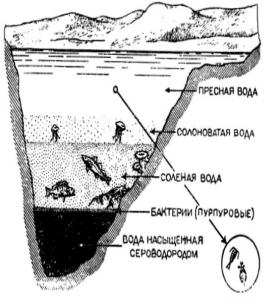 ПРЕСНАЯ ВОДА
СОЛОНОВАТАЯ ВОДА
СОЛЕНАЯ ВОДА
БАКТЕРИИ (ПУРПУРОВЫЕ)
ВОДА НАСЫЩЕННАЯ
СЕРОВОДОРОДОМ